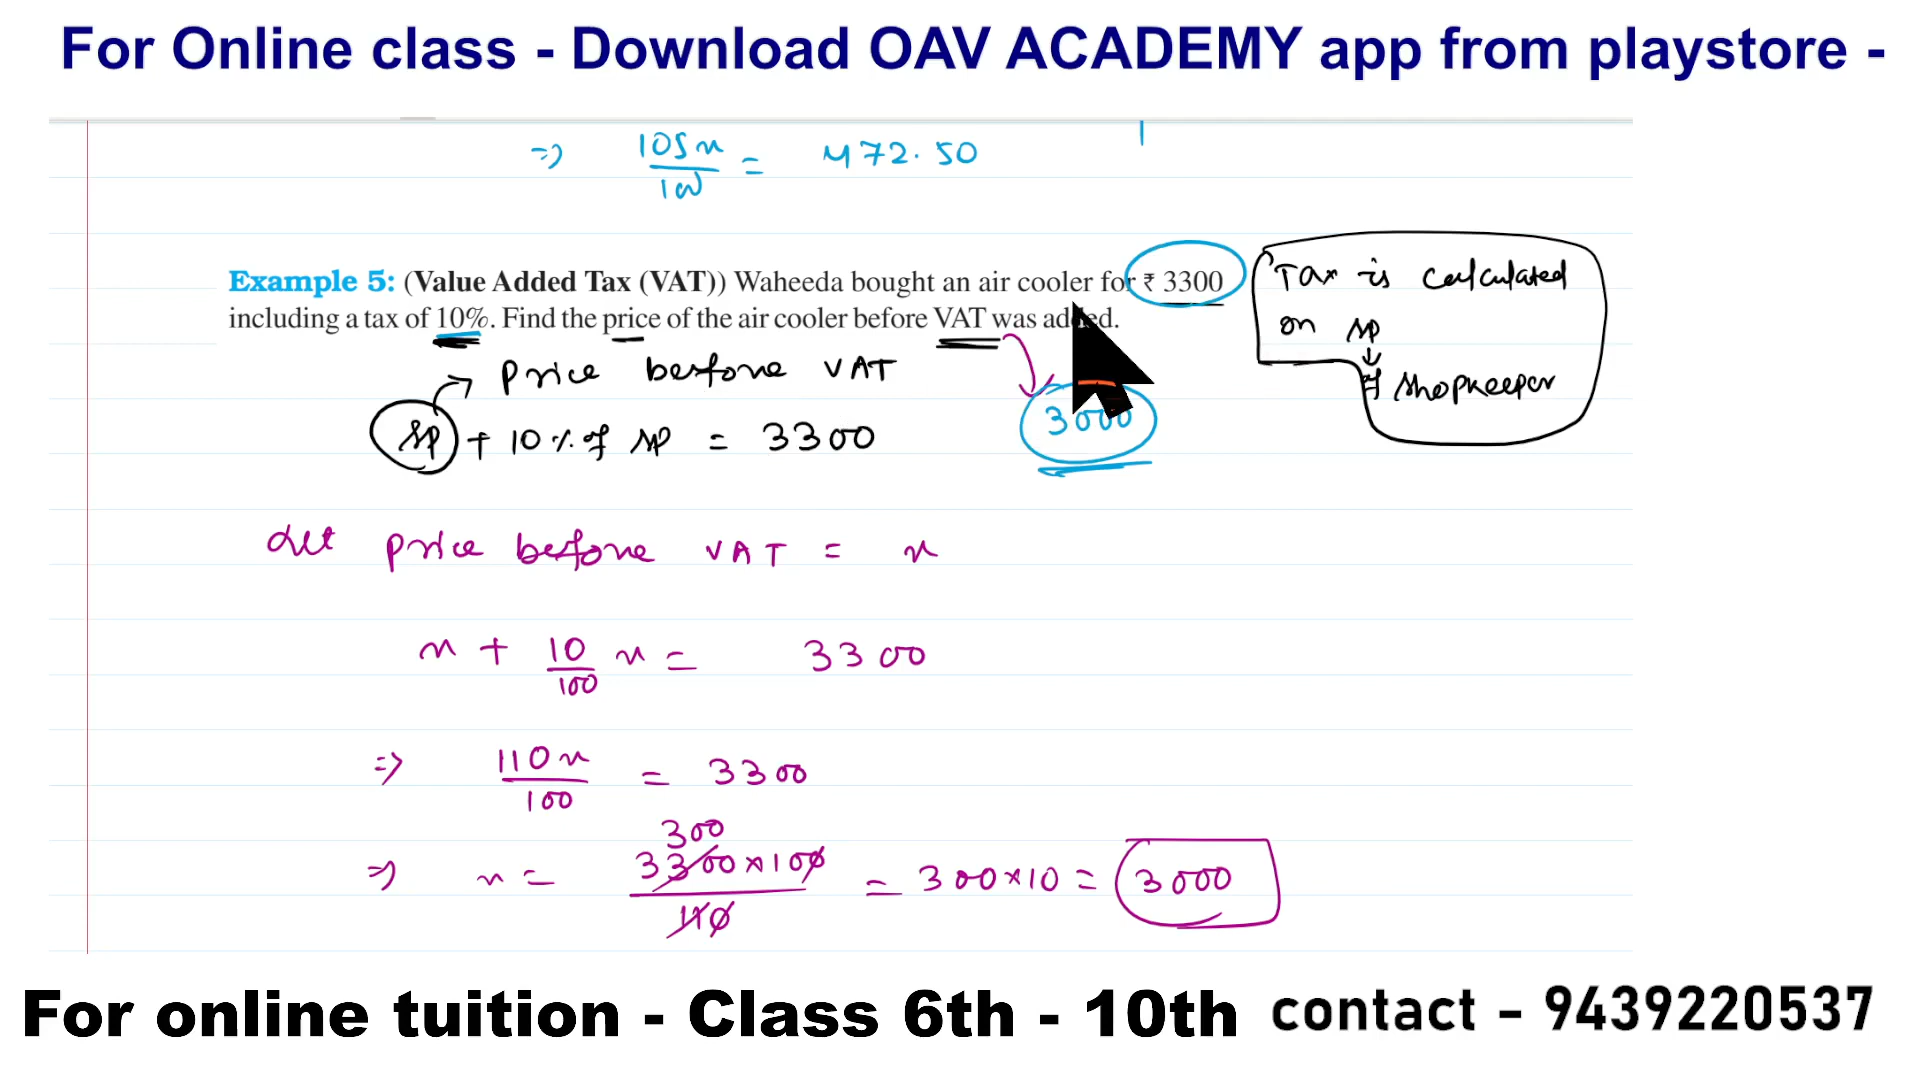 For Online class - Download OAV ACADEMY app from playstore -
=> 105x/100 = 472.50
Example 5: (Value Added Tax (VAT)) Waheeda bought an air cooler for ₹ 3300
including a tax of 10%. Find the price of the air cooler before VAT was added.
Tax is calculated
on SP
of shopkeeper
Price before VAT
SP + 10% of SP = 3300
3000
Let price before VAT = x
x + 10/100 x = 3300
=> 110x/100 = 3300
300
=> x = 3300×100/110 = 300×10 = 3000
For online tuition - Class 6th - 10th contact - 9439220537